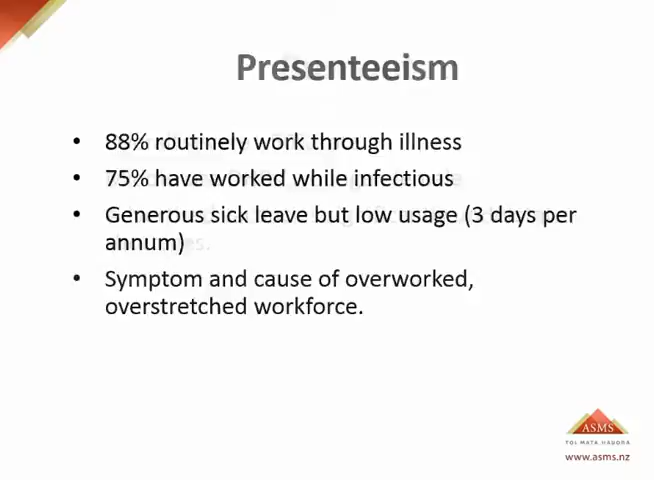 Presenteeism
• 88% routinely work through illness
• 75% have worked while infectious
• Generous sick leave but low usage (3 days per
annum)
• Symptom and cause of overworked,
overstretched workforce.
ASMS
TOI MATA HAUORA
www.asms.nz